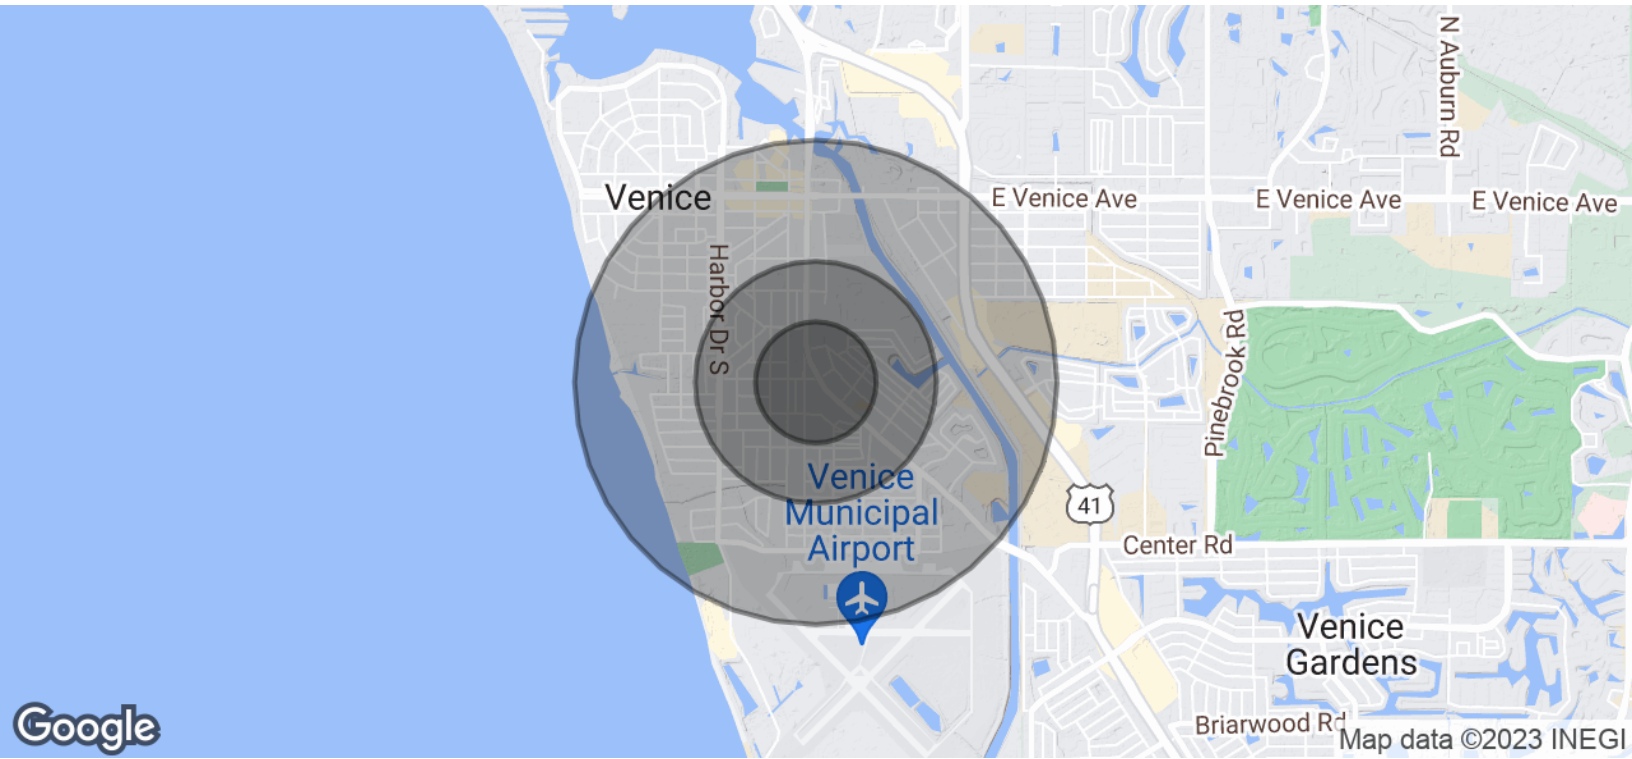 N Auburn Rd
Venice
E Venice Ave
E Venice Ave
E Venice Ave
Harbor Dr S
Pinebrook Rd
Venice
Municipal
Airport
41
Center Rd
Venice
Gardens
Briarwood Rd
Google
Map data ©2023 INEGI